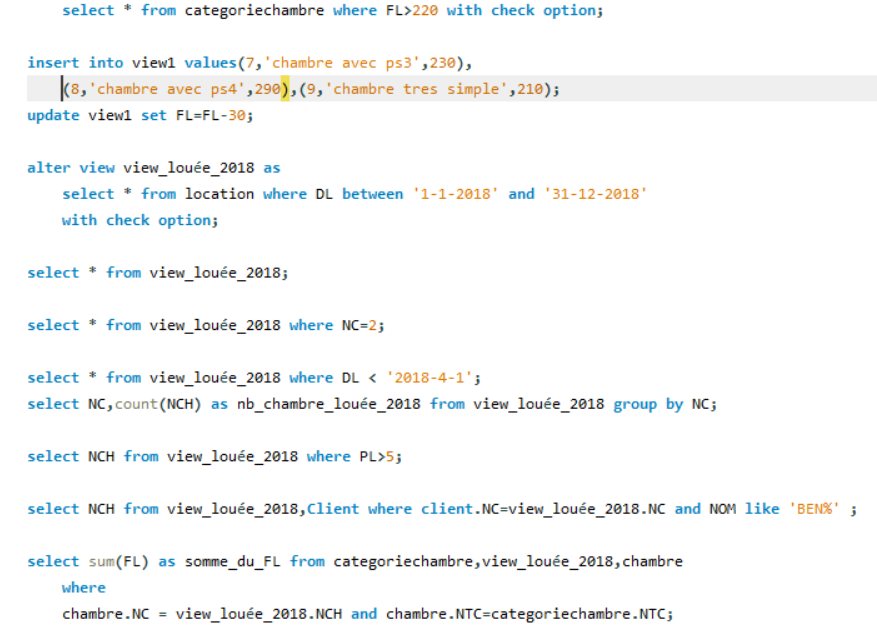 select * from categoriechambre where FL>220 with check option;
insert into view1 values(7,'chambre avec ps3',230),
(8,'chambre avec ps4',290),(9,'chambre tres simple',210);
update view1 set FL=FL-30;
alter view view_louée_2018 as
select * from location where DL between '1-1-2018' and '31-12-2018'
with check option;
select * from view_louée_2018;
select * from view_louée_2018 where NC=2;
select * from view_louée_2018 where DL < '2018-4-1';
select NC,count(NCH) as nb_chambre_louée_2018 from view_louée_2018 group by NC;
select NCH from view_louée_2018 where PL>5;
select NCH from view_louée_2018,Client where client.NC=view_louée_2018.NC and NOM like 'BEN%' ;
select sum(FL) as somme_du_FL from categoriechambre,view_louée_2018,chambre
where
chambre.NC = view_louée_2018.NCH and chambre.NTC=categoriechambre.NTC;